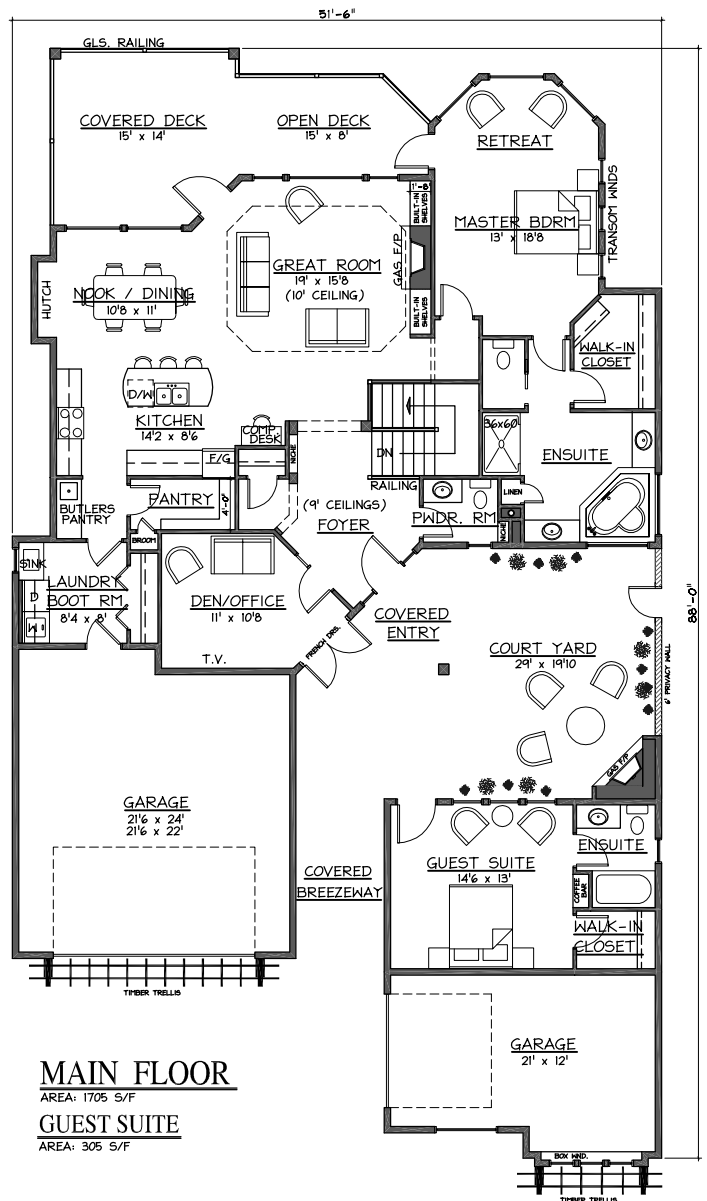 51'-6"
GLS. RAILING
COVERED DECK
15' x 14'
OPEN DECK
15' x 8'
RETREAT
1'-8
BUILT-IN
SHELVES
MASTER BDRM
13' x 18'8
TRANSOM WNDS
GAS F/P
GREAT ROOM
19' x 15'8
(10' CEILING)
HUTCH
NOOK / DINING
10'8 x 11'
BUILT-IN
SHELVES
WALK-IN
CLOSET
D/W
KITCHEN
14'2 x 8'6
COMP.
DESK
F/G
NICHE
DN
RAILING
36x60
ENSUITE
LINEN
BUTLERS
PANTRY
PANTRY
4'-0"
(9' CEILINGS)
FOYER
PWDR. RM
NICHE
BROOM
SINK
LAUNDRY
BOOT RM
8'4 x 8'
D
W
DEN/OFFICE
11' x 10'8
T.V.
FRENCH DRS.
COVERED
ENTRY
COURT YARD
29' x 19'10
6' PRIVACY WALL
88'-0"
GAS F/P
GARAGE
21'6 x 24'
21'6 x 22'
COVERED
BREEZEWAY
GUEST SUITE
14'6 x 13'
ENSUITE
COFFEE
BAR
WALK-IN
CLOSET
TIMBER TRELLIS
GARAGE
21' x 12'
MAIN FLOOR
AREA: 1705 S/F
GUEST SUITE
AREA: 305 S/F
BOX WND.
TIMBER TRELLIS